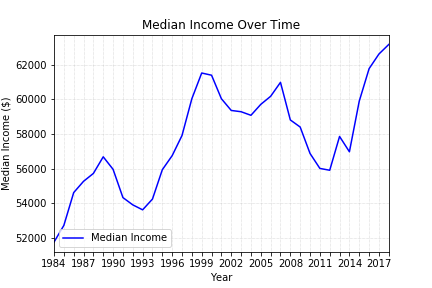 Median Income Over Time
Median Income ($)
62000
60000
58000
56000
54000
52000
Median Income
1984 1987 1990 1993 1996 1999 2002 2005 2008 2011 2014 2017
Year